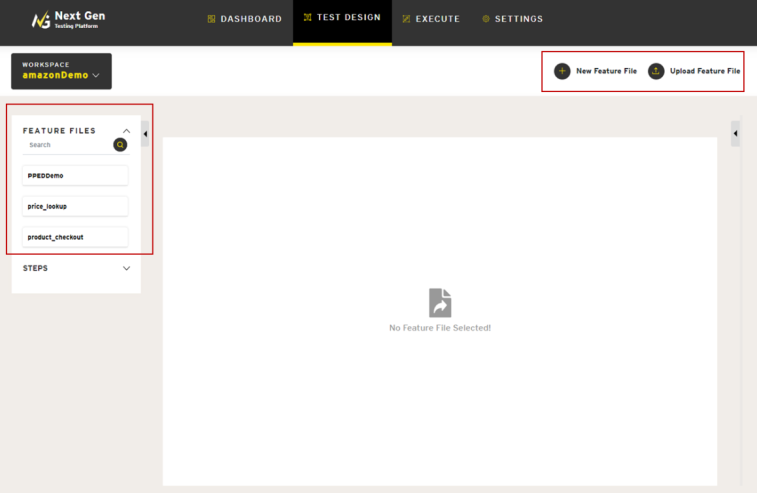 Next Gen
Testing Platform
DASHBOARD
TEST DESIGN
EXECUTE
SETTINGS
WORKSPACE
amazonDemo
New Feature File
Upload Feature File
FEATURE FILES
Search
PPEDDemo
price_lookup
product_checkout
STEPS
No Feature File Selected!